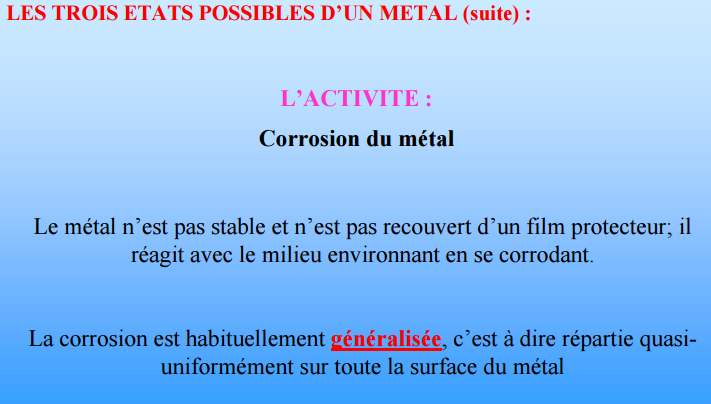 LES TROIS ETATS POSSIBLES D’UN METAL (suite) :
L’ACTIVITE :
Corrosion du métal
Le métal n’est pas stable et n’est pas recouvert d’un film protecteur; il
réagit avec le milieu environnant en se corrodant.
La corrosion est habituellement généralisée, c’est à dire répartie quasi-
uniformément sur toute la surface du métal